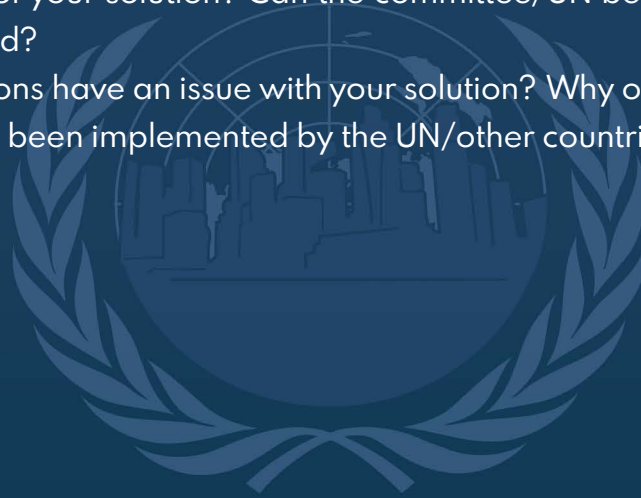 your solution? Can the committee/UN be
d?
ons have an issue with your solution? Why o
been implemented by the UN/other countri